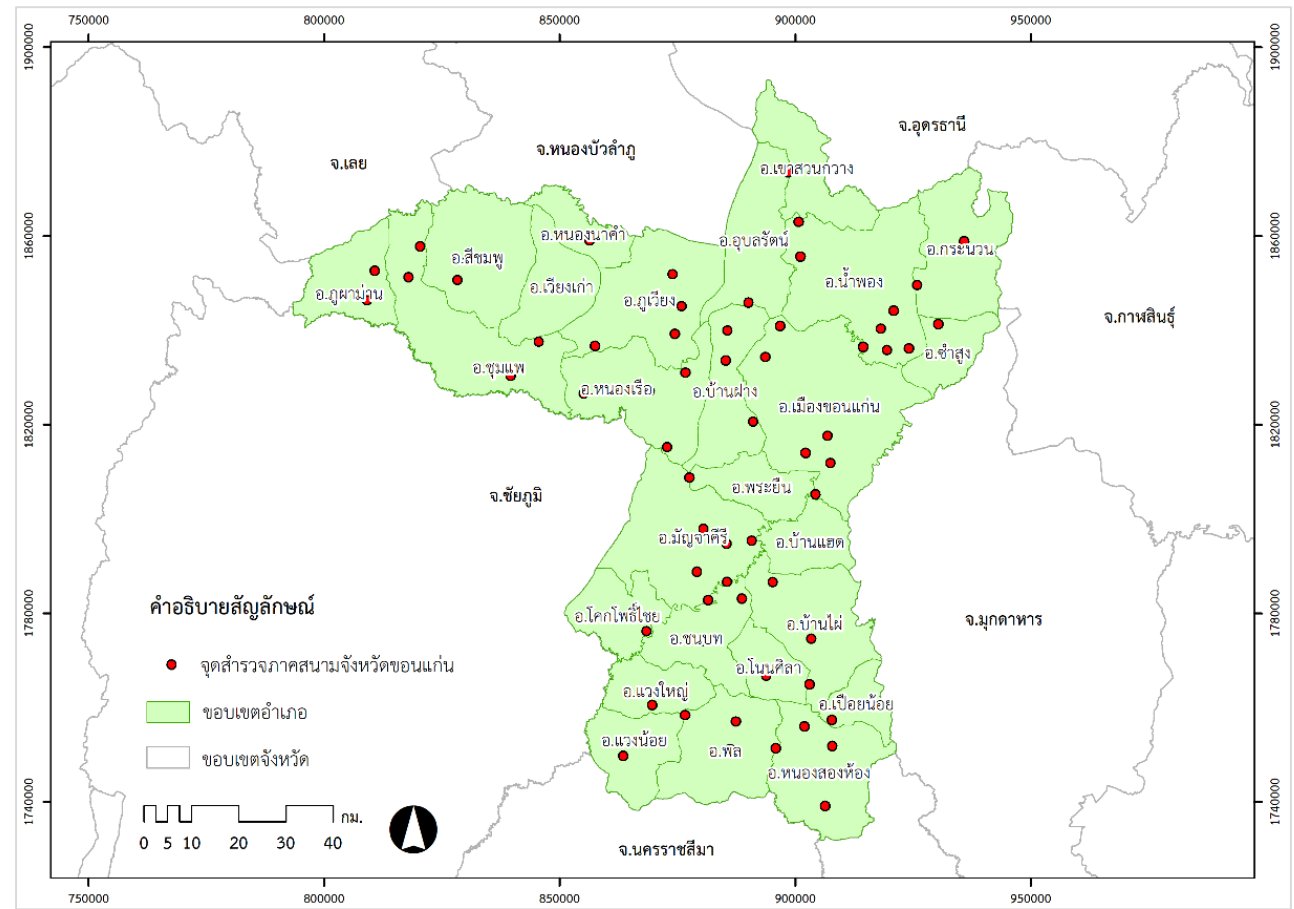 750000 800000 850000 900000 950000
1900000 1900000
จ.อุดรธานี
จ.หนองบัวลำภู
จ.เลย
อ.เขาสวนกวาง
1860000 1860000
อ.หนองนาคำ
อ.อุบลรัตน์
อ.กระนวน
อ.สีชมพู
อ.น้ำพอง
อ.เวียงเก่า
อ.ภูผาม่าน
อ.ภูเวียง
จ.กาฬสินธุ์
อ.ซำสูง
อ.ชุมแพ
อ.หนองเรือ
อ.บ้านฝาง
อ.เมืองขอนแก่น
1820000 1820000
อ.พระยืน
จ.ชัยภูมิ
อ.มัญจาคีรี
อ.บ้านแฮด
1780000 1780000
อ.โคกโพธิ์ไชย
อ.ชนบท
อ.บ้านไผ่
จ.มุกดาหาร
อ.โนนศิลา
อ.แวงใหญ่
อ.เปือยน้อย
อ.แวงน้อย
อ.พล
อ.หนองสองห้อง
1740000 1740000
จ.นครราชสีมา
คำอธิบายสัญลักษณ์
จุดสำรวจภาคสนามจังหวัดขอนแก่น
ขอบเขตอำเภอ
ขอบเขตจังหวัด
กม.
0 5 10 20 30 40
750000 800000 850000 900000 950000